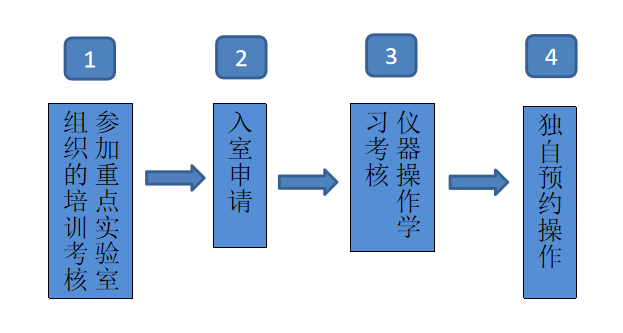 1
2
3
4
参加重点实验室
组织的培训考核
入室申请
仪器操作学
习考核
独自预约操作